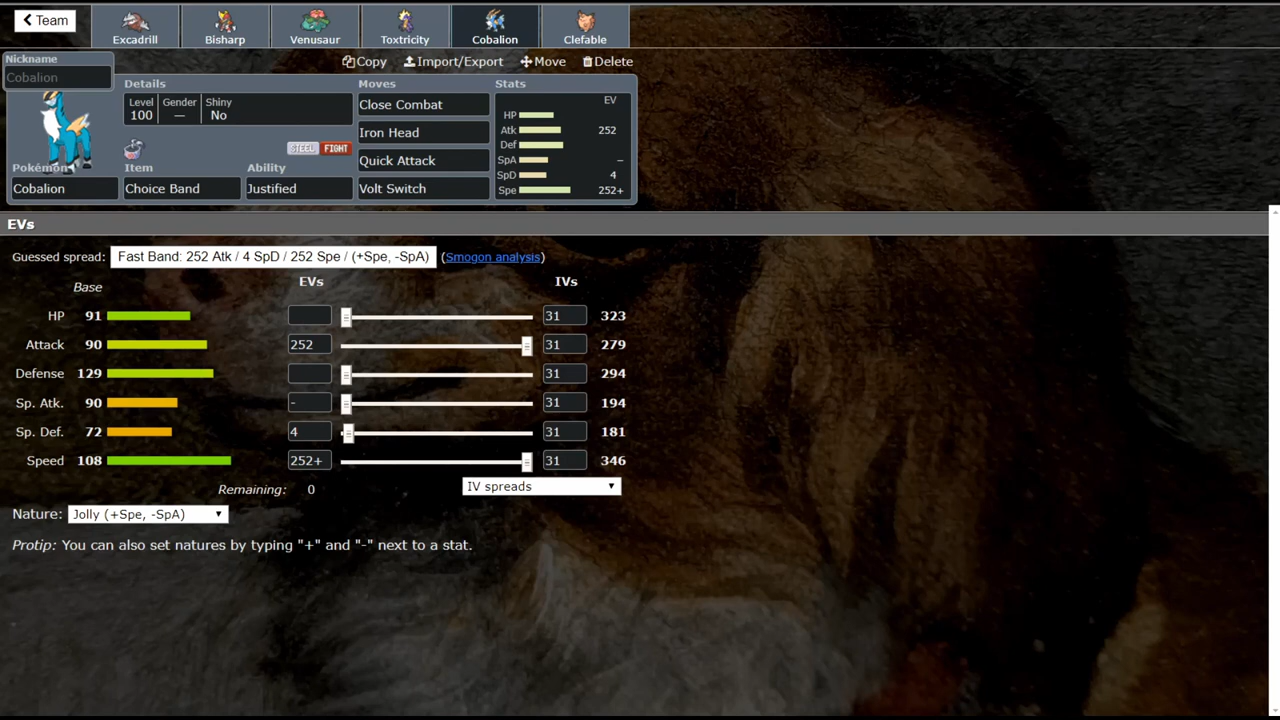 Team
Excadrill
Bisharp
Venusaur
Toxtricity
Cobalion
Clefable
Nickname
Cobalion
Copy
Import/Export
Move
Delete
Details
Level
100
Gender
—
Shiny
No
Moves
Close Combat
Iron Head
Quick Attack
Volt Switch
Stats
EV
HP
Atk 252
Def
SpA –
SpD 4
Spe 252+
STEEL FIGHT
Pokémon
Cobalion
Item
Choice Band
Ability
Justified
EVs
Guessed spread: Fast Band: 252 Atk / 4 SpD / 252 Spe / (+Spe, -SpA) (Smogon analysis)
Base EVs IVs
HP 91 31 323
Attack 90 252 31 279
Defense 129 31 294
Sp. Atk. 90 - 31 194
Sp. Def. 72 4 31 181
Speed 108 252+ 31 346
Remaining: 0 IV spreads
Nature: Jolly (+Spe, -SpA)
Protip: You can also set natures by typing "+" and "-" next to a stat.